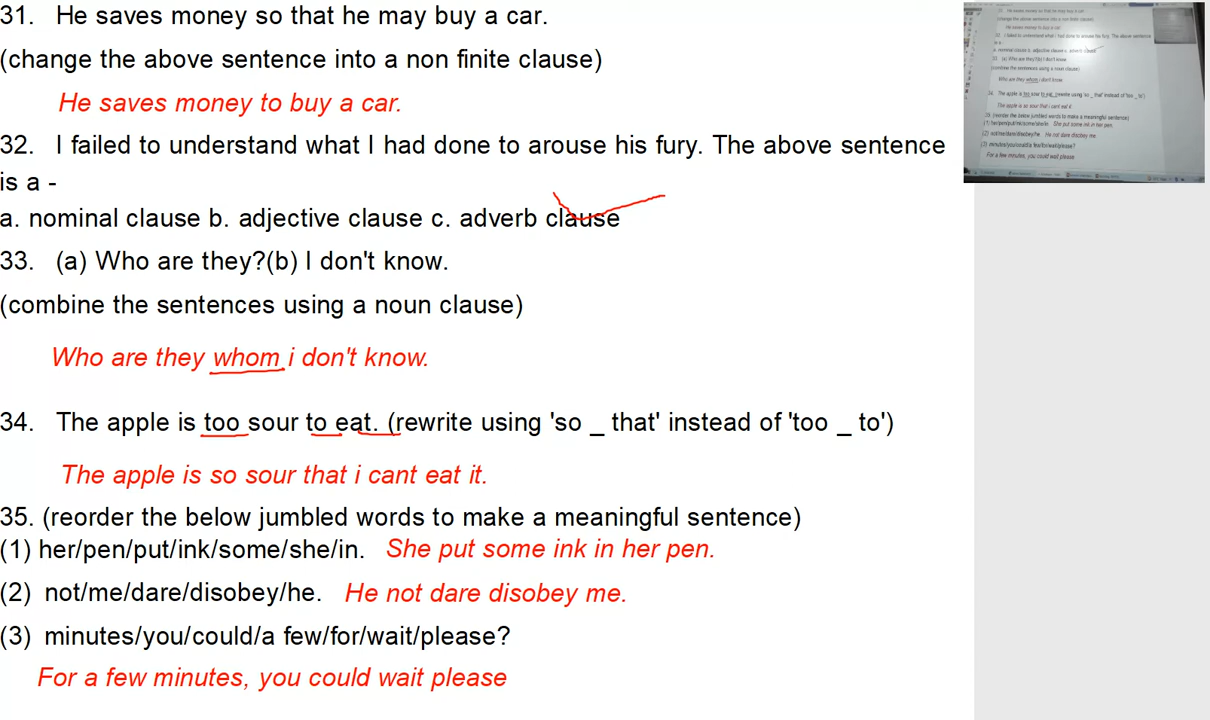 31. He saves money so that he may buy a car.
(change the above sentence into a non finite clause)
He saves money to buy a car.
32. I failed to understand what I had done to arouse his fury. The above sentence
is a -
a. nominal clause b. adjective clause c. adverb clause
33. (a) Who are they?(b) I don't know.
(combine the sentences using a noun clause)
Who are they whom i don't know.
34. The apple is too sour to eat. (rewrite using 'so _ that' instead of 'too _ to')
The apple is so sour that i cant eat it.
35. (reorder the below jumbled words to make a meaningful sentence)
(1) her/pen/put/ink/some/she/in. She put some ink in her pen.
(2) not/me/dare/disobey/he. He not dare disobey me.
(3) minutes/you/could/a few/for/wait/please?
For a few minutes, you could wait please